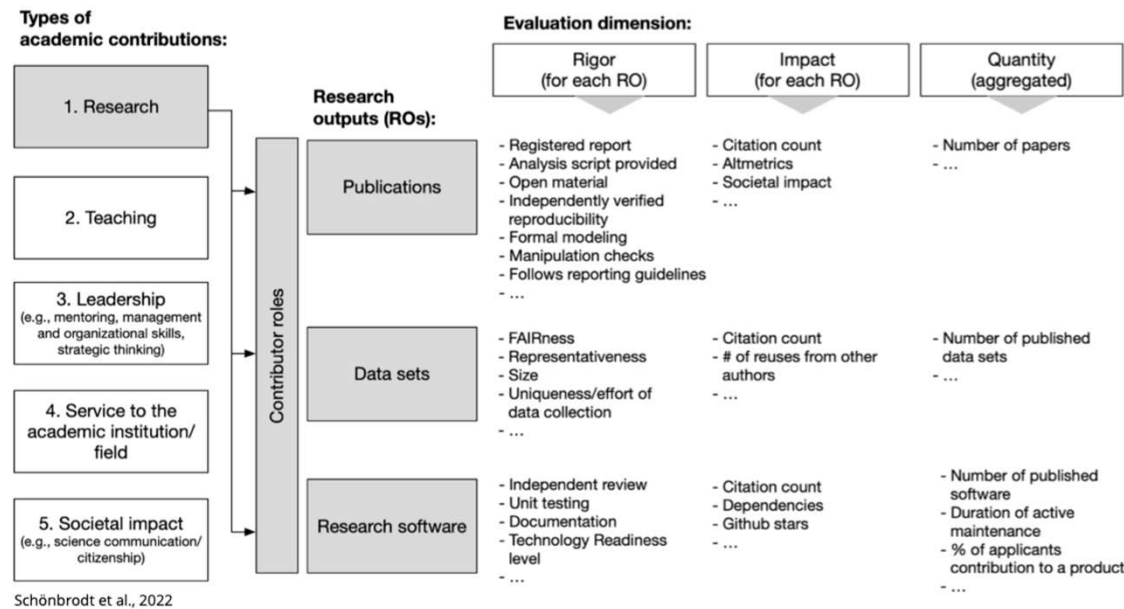 Types of
academic contributions:
1. Research
2. Teaching
3. Leadership
(e.g., mentoring, management
and organizational skills,
strategic thinking)
4. Service to the
academic institution/
field
5. Societal impact
(e.g., science communication/
citizenship)
Contributor roles
Research
outputs (ROs):
Publications
Data sets
Research software
Evaluation dimension:
Rigor
(for each RO)
Impact
(for each RO)
Quantity
(aggregated)
- Registered report
- Analysis script provided
- Open material
- Independently verified
reproducibility
- Formal modeling
- Manipulation checks
- Follows reporting guidelines
- ...
- Citation count
- Altmetrics
- Societal impact
- ...
- Number of papers
- ...
- FAIRness
- Representativeness
- Size
- Uniqueness/effort of
data collection
- ...
- Citation count
- # of reuses from other
authors
- ...
- Number of published
data sets
- ...
- Independent review
- Unit testing
- Documentation
- Technology Readiness
level
- ...
- Citation count
- Dependencies
- Github stars
- ...
- Number of published
software
- Duration of active
maintenance
- % of applicants
contribution to a product
- ...
Schönbrodt et al., 2022